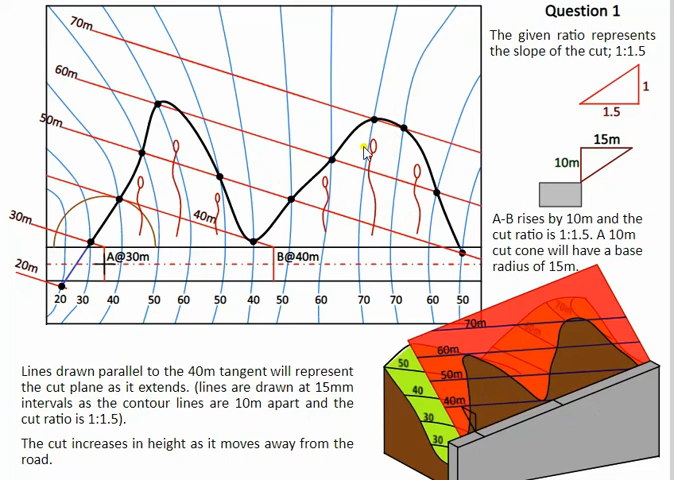 Question 1
The given ratio represents
the slope of the cut; 1:1.5
1
1.5
15m
10m
A-B rises by 10m and the
cut ratio is 1:1.5. A 10m
cut cone will have a base
radius of 15m.
70m
60m
50m
40m
30m
20m
A@30m
B@40m
20 30 40 50 60 50 40 50 60 70 70 60 50
Lines drawn parallel to the 40m tangent will represent
the cut plane as it extends. (lines are drawn at 15mm
intervals as the contour lines are 10m apart and the
cut ratio is 1:1.5).
The cut increases in height as it moves away from the
road.
70m
60m
50m
40m
50
40
30
30